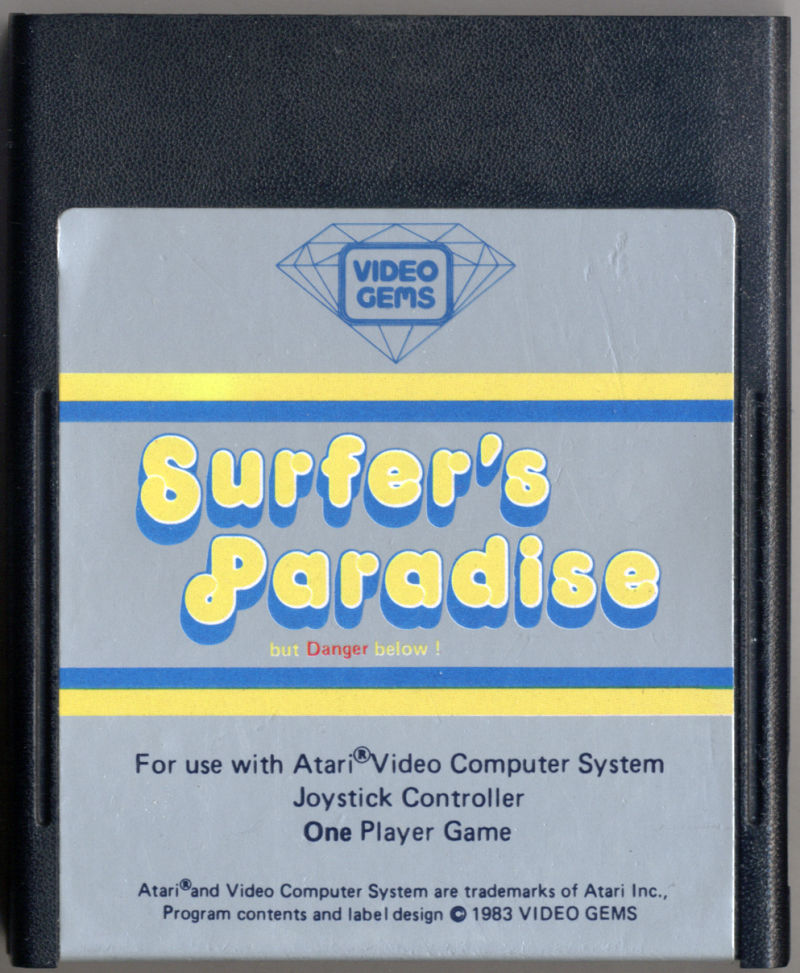 VIDEO
GEMS
Surfer's
Paradise
but Danger below !
For use with Atari® Video Computer System
Joystick Controller
One Player Game
Atari® and Video Computer System are trademarks of Atari Inc.,
Program contents and label design © 1983 VIDEO GEMS